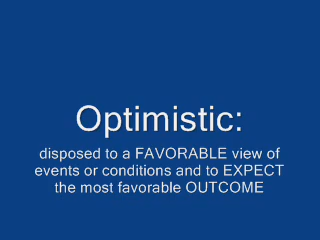 Optimistic:
disposed to a FAVORABLE view of
events or conditions and to EXPECT
the most favorable OUTCOME